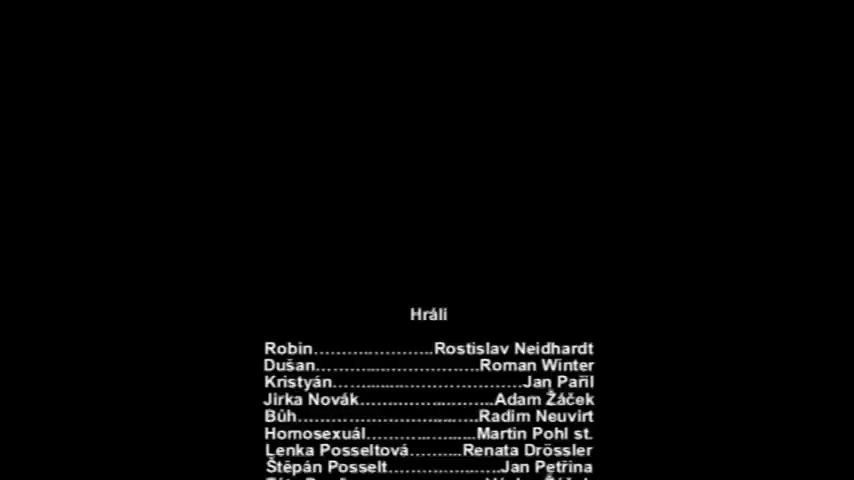 Hráli
Robin……………………Rostislav Neidhardt
Dušan…………………………Roman Winter
Kristyán………………………………Jan Pařil
Jirka Novák……………………Adam Žáček
Bůh………………………………Radim Neuvirt
Homosexuál…………………Martin Pohl st.
Lenka Posseltová……….Renata Drössler
Štěpán Posselt…………………Jan Petřina